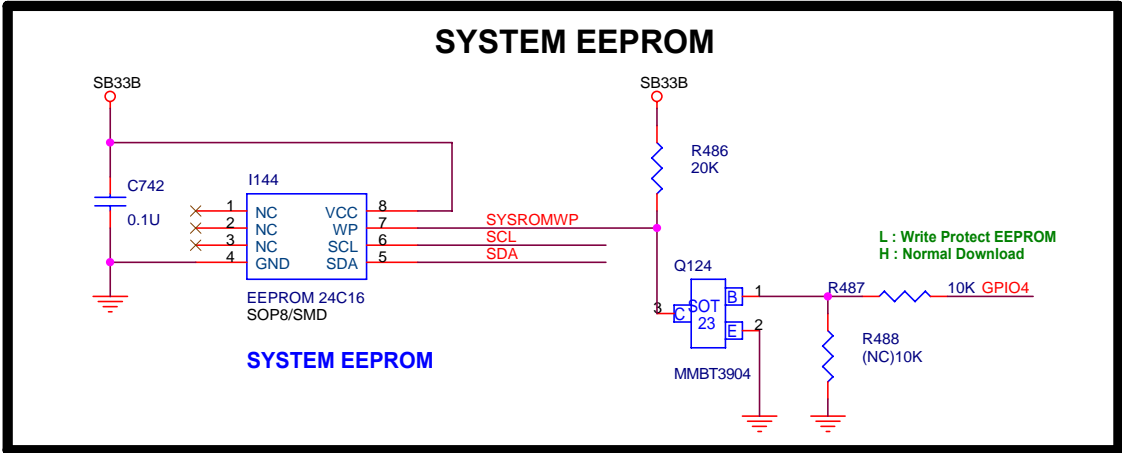 SYSTEM EEPROM
SB33B
SB33B
R486
20K
C742
0.1U
I144
1 NC VCC 8
2 NC WP 7 SYSROMWP
3 NC SCL 6 SCL
4 GND SDA 5 SDA
EEPROM 24C16
SOP8/SMD
SYSTEM EEPROM
L : Write Protect EEPROM
H : Normal Download
Q124
B 1
3 C SOT
23
E 2
MMBT3904
R487 10K GPIO4
R488
(NC)10K